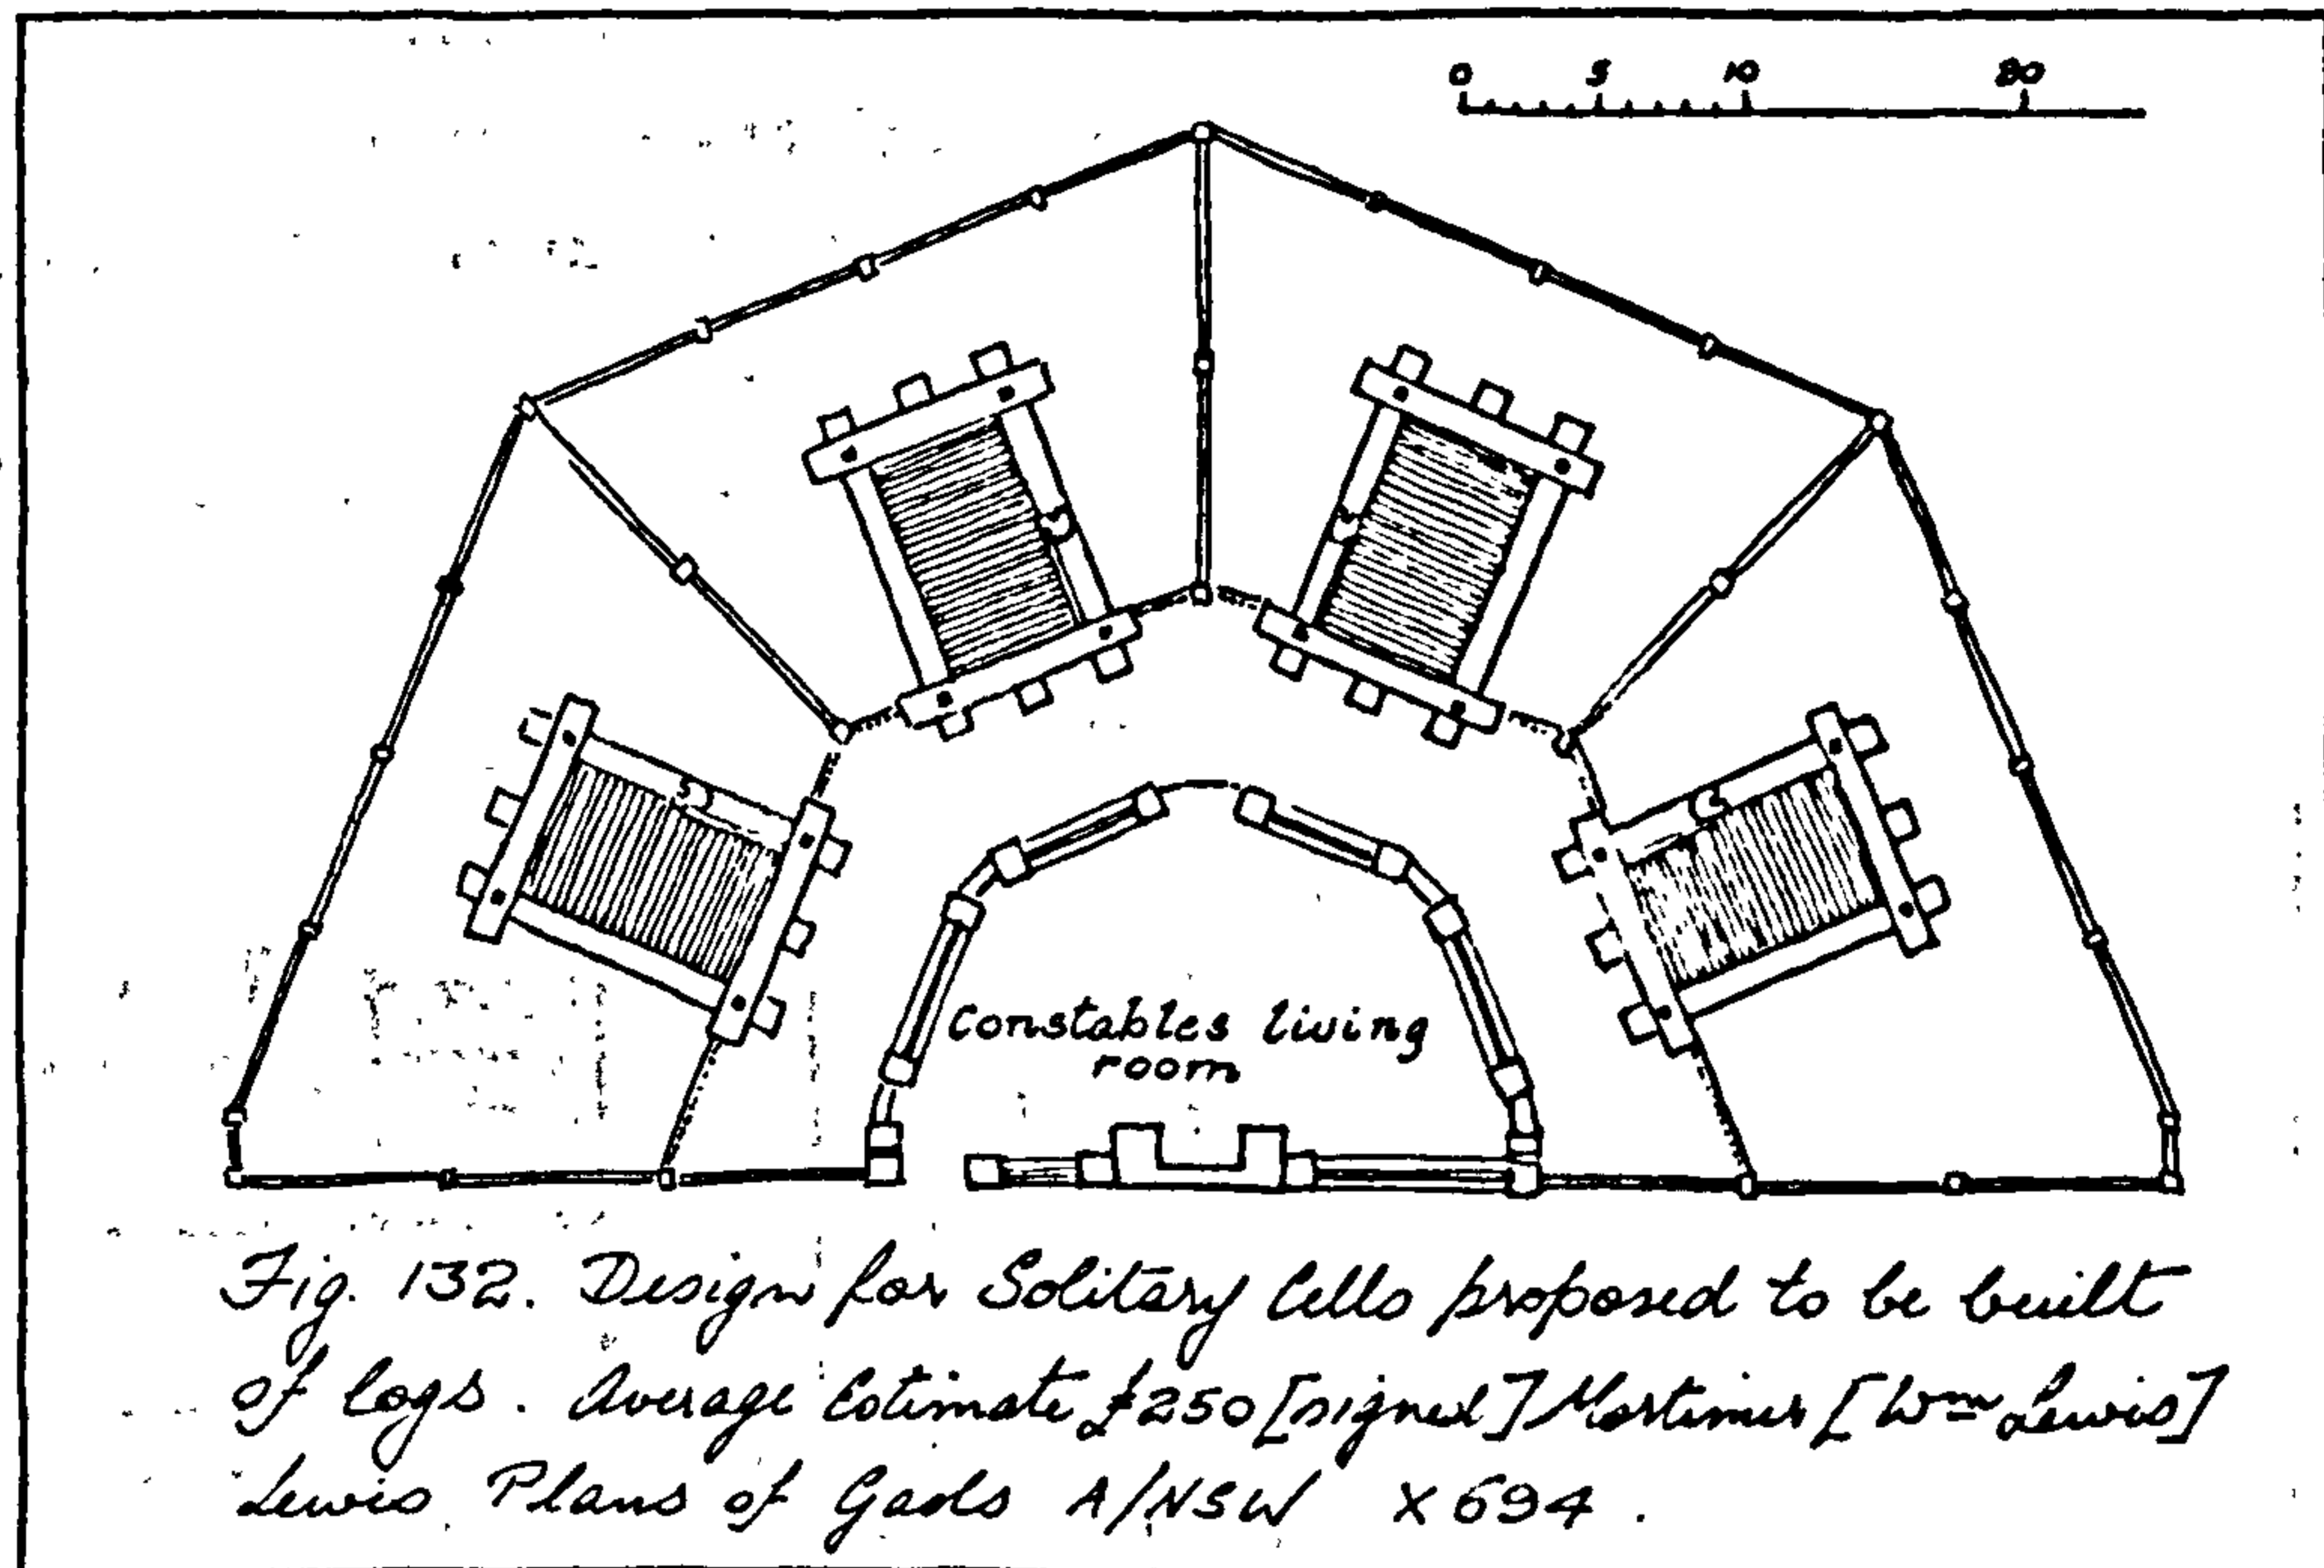 0 5 10 20
Constables living
room
Fig. 132. Design for Solitary Cells proposed to be built
of logs. Average Estimate £250 [signed] Mortimer [Wm Lewis]
Lewis Plans of Gaols A/NSW X694.